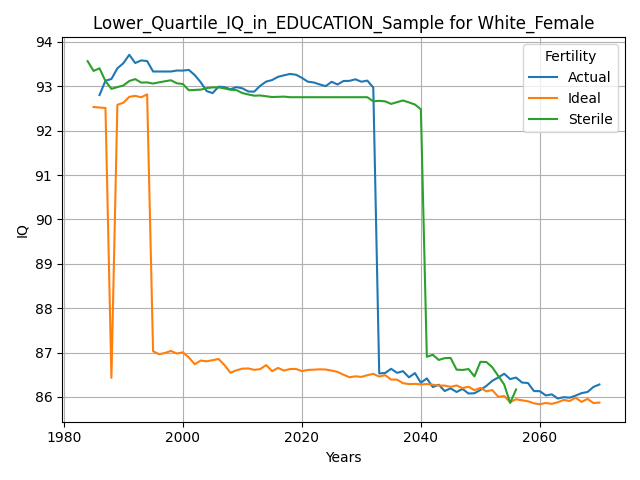 Lower_Quartile_IQ_in_EDUCATION_Sample for White_Female
94
93
92
91
90
89
88
87
86
IQ
1980
2000
2020
2040
2060
Years
Fertility
Actual
Ideal
Sterile